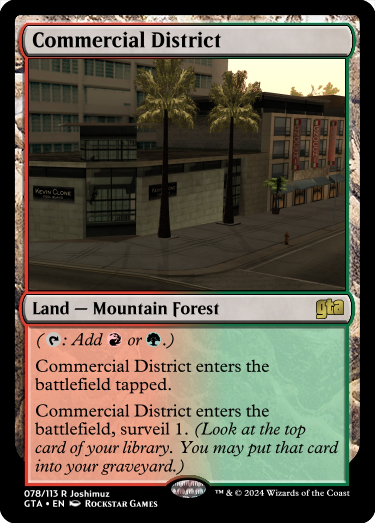 Commercial District
KEVIN CLONE
Land — Mountain Forest
gta
( : Add or .)
Commercial District enters the
battlefield tapped.
Commercial District enters the
battlefield, surveil 1. (Look at the top
card of your library. You may put that card
into your graveyard.)
078/113 R Joshimuz
GTA • EN ROCKSTAR GAMES
™ & © 2024 Wizards of the Coast